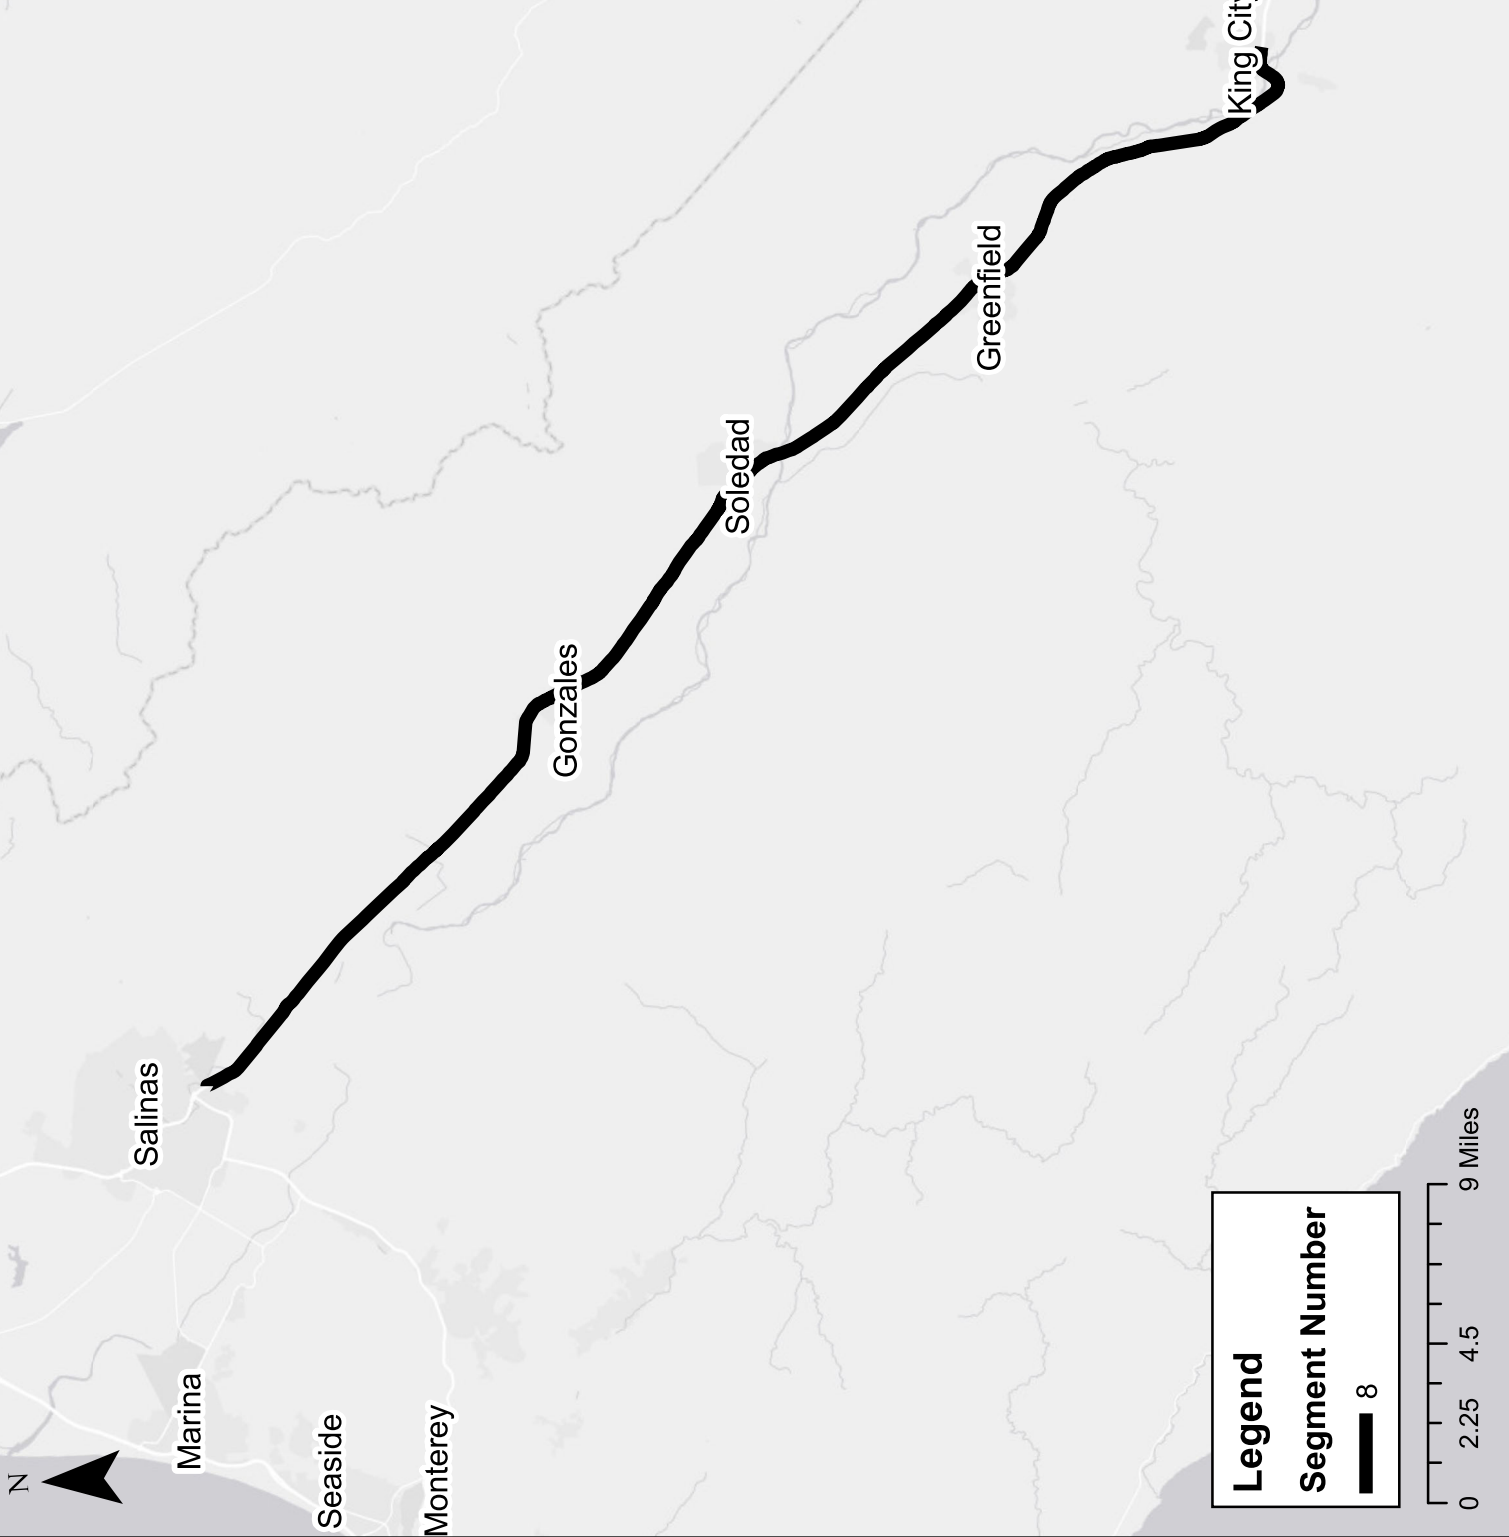 N
Salinas
Marina
Seaside
Monterey
Gonzales
Soledad
Greenfield
King City
Legend
Segment Number
8
0 2.25 4.5 9 Miles